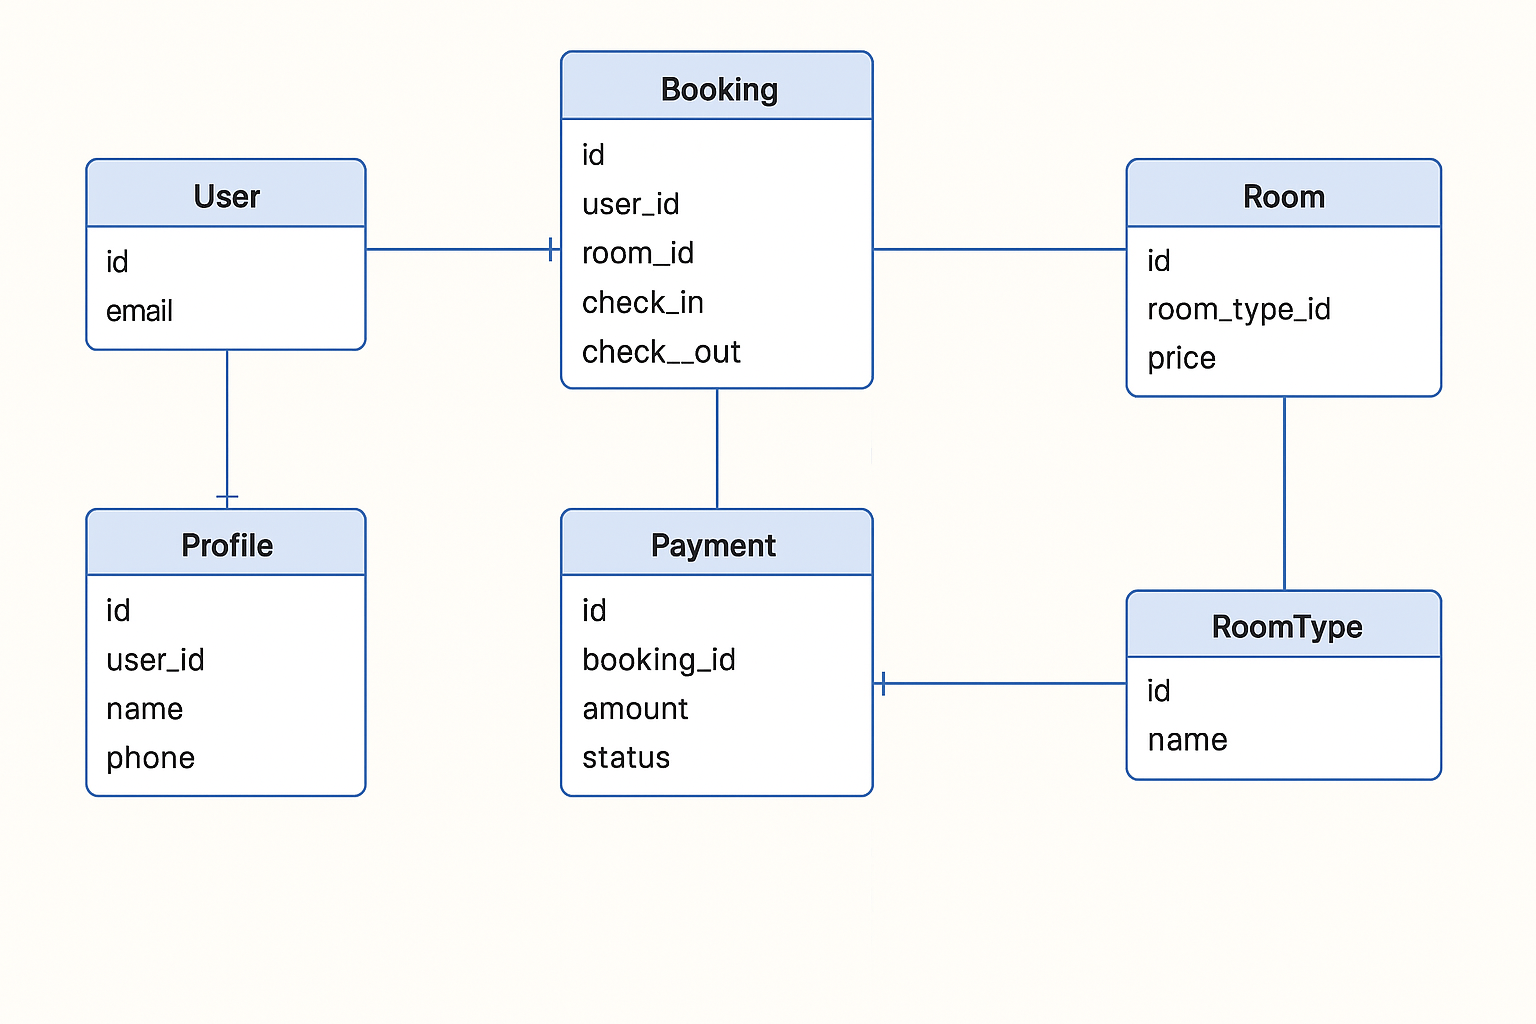 User
id
email
Booking
id
user_id
room_id
check_in
check__out
Room
id
room_type_id
price
Profile
id
user_id
name
phone
Payment
id
booking_id
amount
status
RoomType
id
name